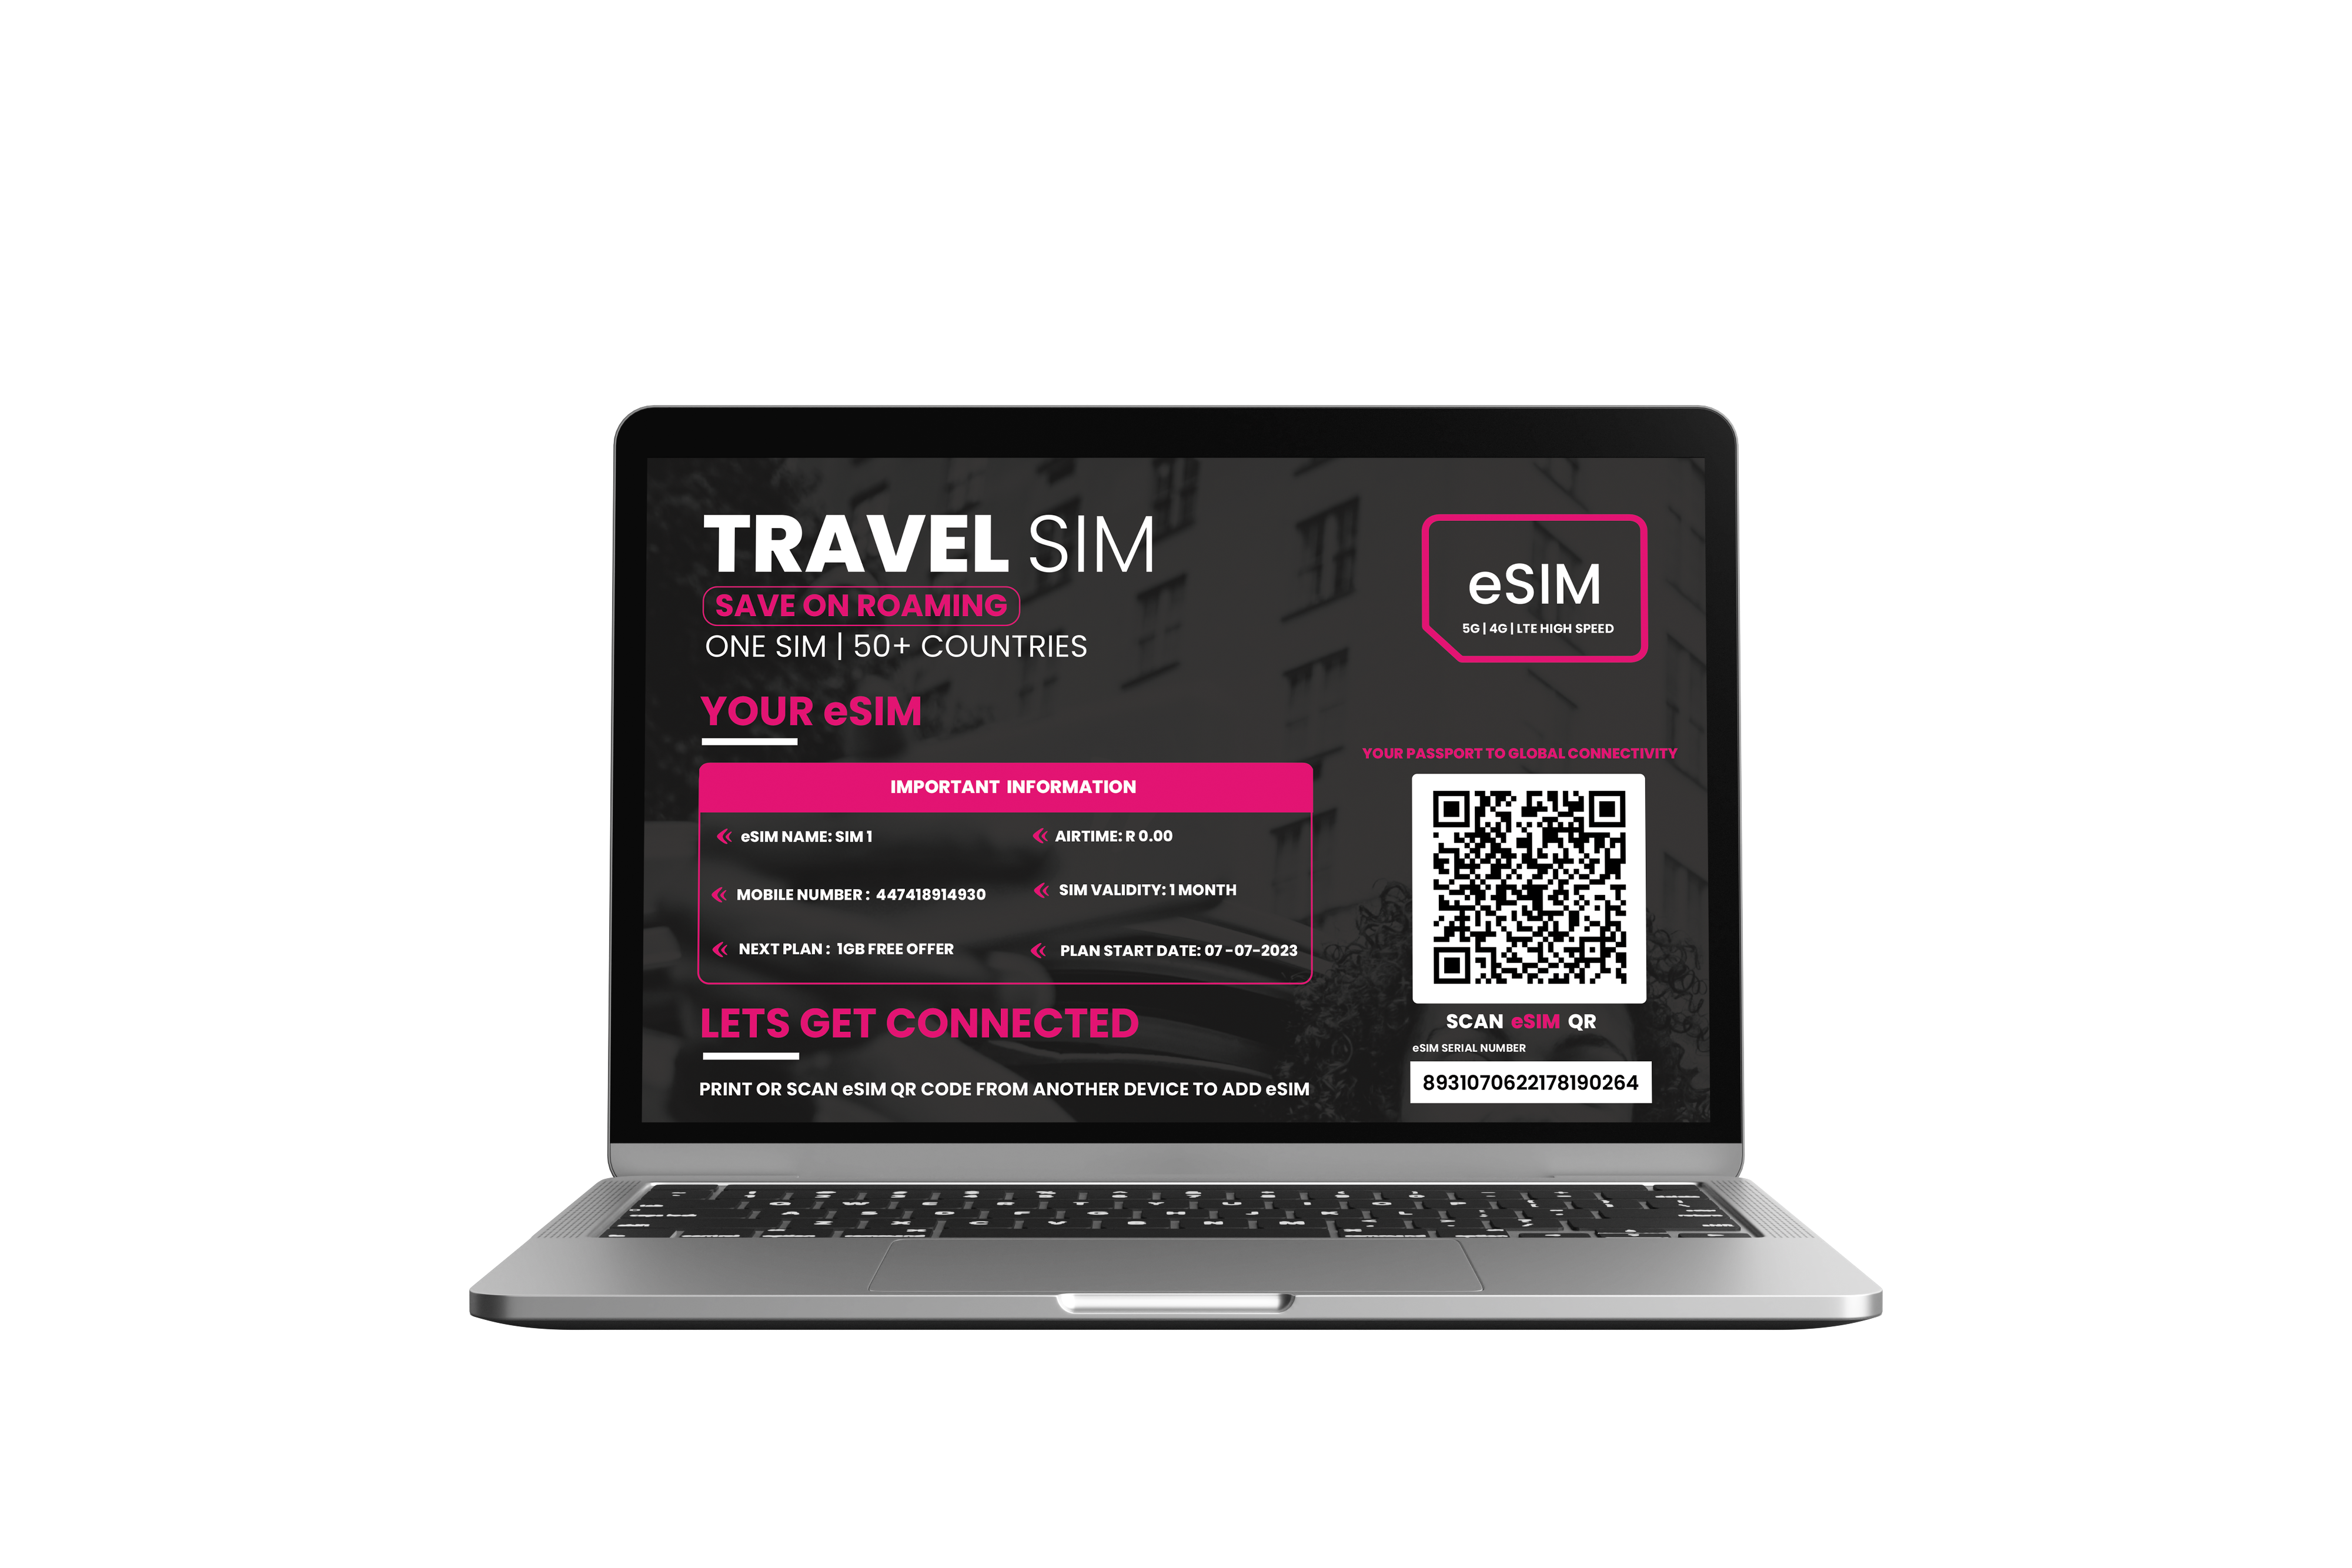 TRAVEL SIM
SAVE ON ROAMING
ONE SIM | 50+ COUNTRIES
eSIM
5G | 4G | LTE HIGH SPEED
YOUR eSIM
IMPORTANT INFORMATION
eSIM NAME: SIM 1
AIRTIME: R 0.00
MOBILE NUMBER : 447418914930
SIM VALIDITY: 1 MONTH
NEXT PLAN : 1GB FREE OFFER
PLAN START DATE: 07-07-2023
LETS GET CONNECTED
PRINT OR SCAN eSIM QR CODE FROM ANOTHER DEVICE TO ADD eSIM
YOUR PASSPORT TO GLOBAL CONNECTIVITY
SCAN eSIM QR
eSIM SERIAL NUMBER
8931070622178190264